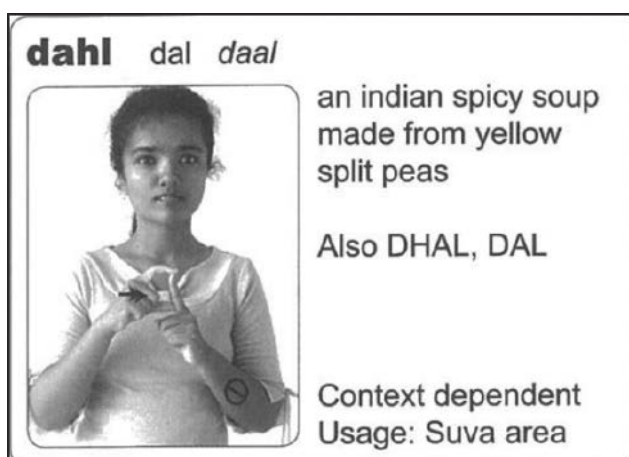 dahl dal daal
an indian spicy soup
made from yellow
split peas
Also DHAL, DAL
Context dependent
Usage: Suva area